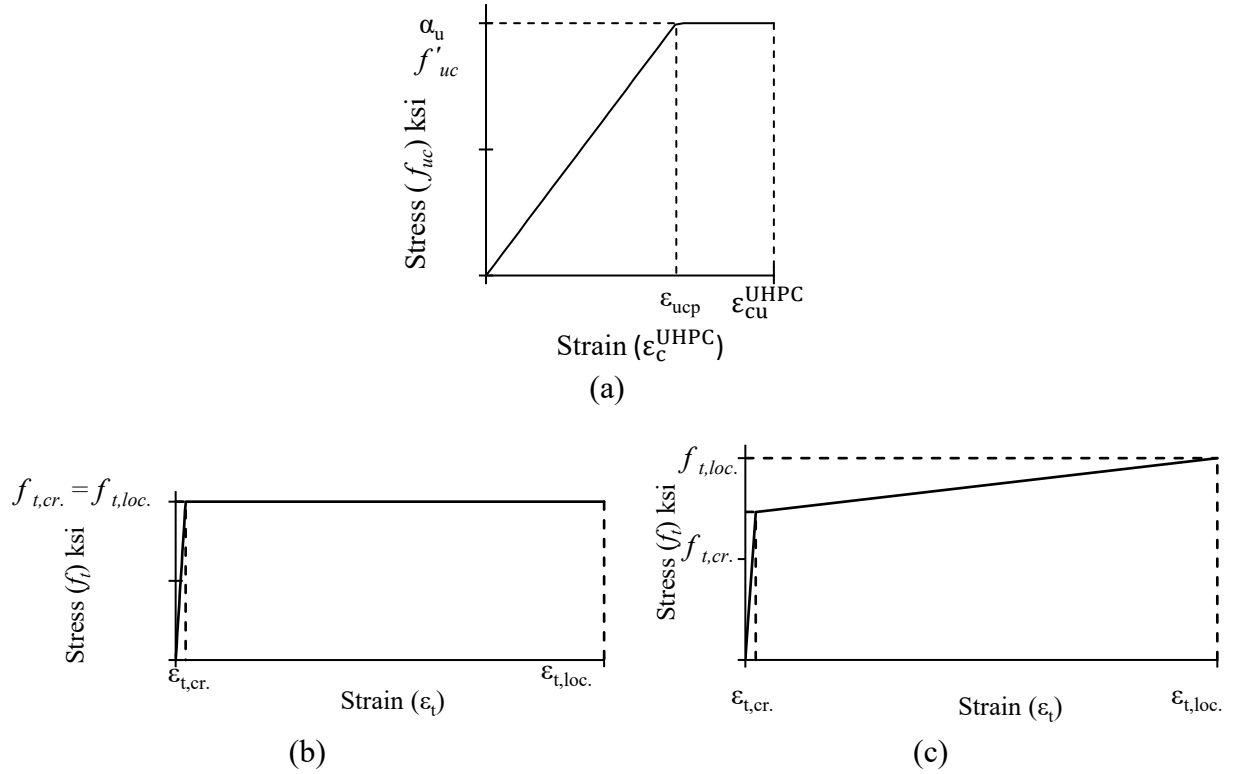 α_u
f'_uc
Stress (f_uc) ksi
ε_ucp
ε_cu^UHPC
Strain (ε_c^UHPC)
(a)
f_t,cr. = f_t,loc.
Stress (f_t) ksi
ε_t,cr.
ε_t,loc.
Strain (ε_t)
(b)
f_t,loc.
f_t,cr.
Stress (f_t) ksi
ε_t,cr.
Strain (ε_t)
ε_t,loc.
(c)